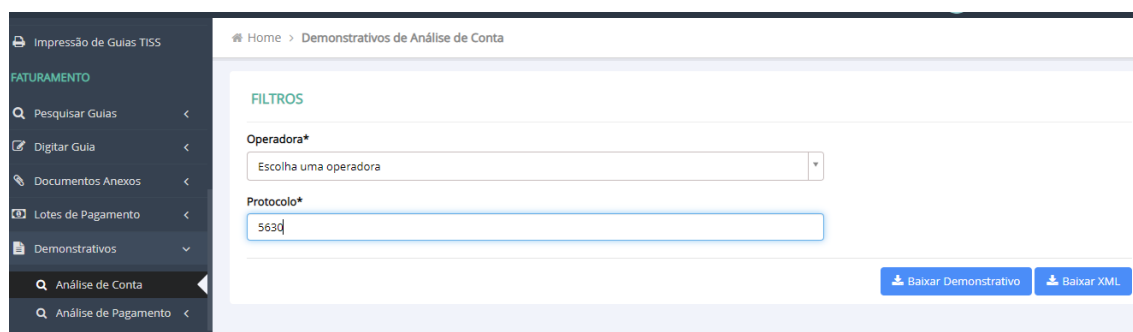 Impressão de Guias TISS
FATURAMENTO
Pesquisar Guias
Digitar Guia
Documentos Anexos
Lotes de Pagamento
Demonstrativos
Análise de Conta
Análise de Pagamento
Home > Demonstrativos de Análise de Conta
FILTROS
Operadora*
Escolha uma operadora
Protocolo*
5630
Baixar Demonstrativo
Baixar XML